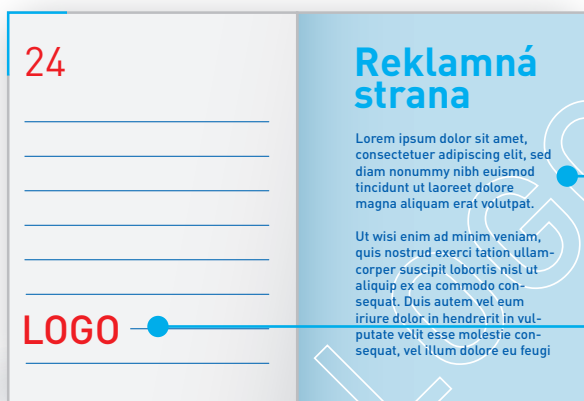 24
LOGO
Reklamná
strana
Lorem ipsum dolor sit amet,
consectetuer adipiscing elit, sed
diam nonummy nibh euismod
tincidunt ut laoreet dolore
magna aliquam erat volutpat.
Ut wisi enim ad minim veniam,
quis nostrud exerci tation ullam-
corper suscipit lobortis nisl ut
aliquip ex ea commodo con-
sequat. Duis autem vel eum
iriure dolor in hendrerit in vul-
putate velit esse molestie con-
sequat, vel illum dolore eu feugi